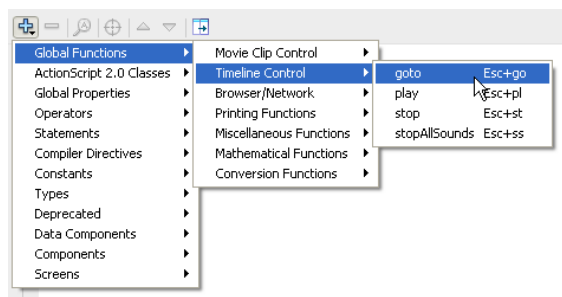 Global Functions
ActionScript 2.0 Classes
Global Properties
Operators
Statements
Compiler Directives
Constants
Types
Deprecated
Data Components
Components
Screens
Movie Clip Control
Timeline Control
Browser/Network
Printing Functions
Miscellaneous Functions
Mathematical Functions
Conversion Functions
goto Esc+go
play Esc+pl
stop Esc+st
stopAllSounds Esc+ss